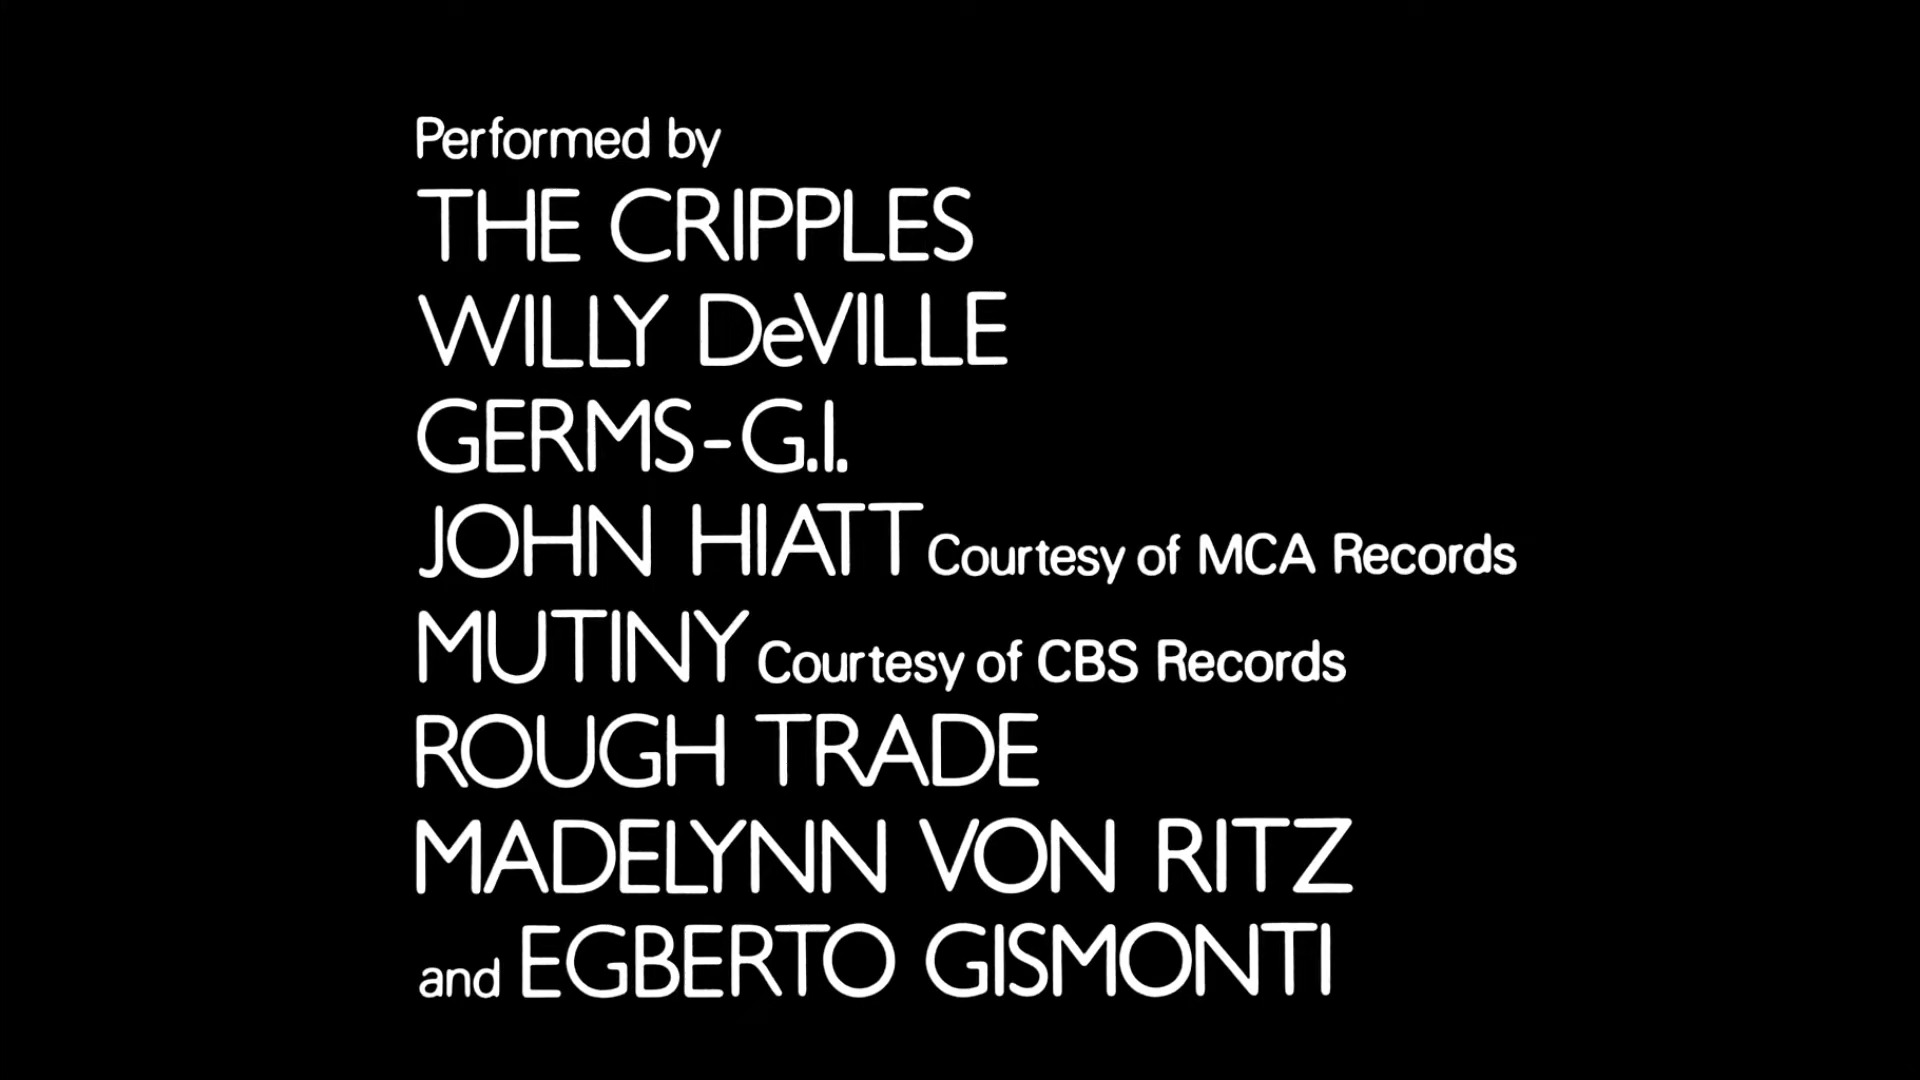 Performed by
THE CRIPPLES
WILLY DeVILLE
GERMS-G.I.
JOHN HIATT Courtesy of MCA Records
MUTINY Courtesy of CBS Records
ROUGH TRADE
MADELYNN VON RITZ
and EGBERTO GISMONTI